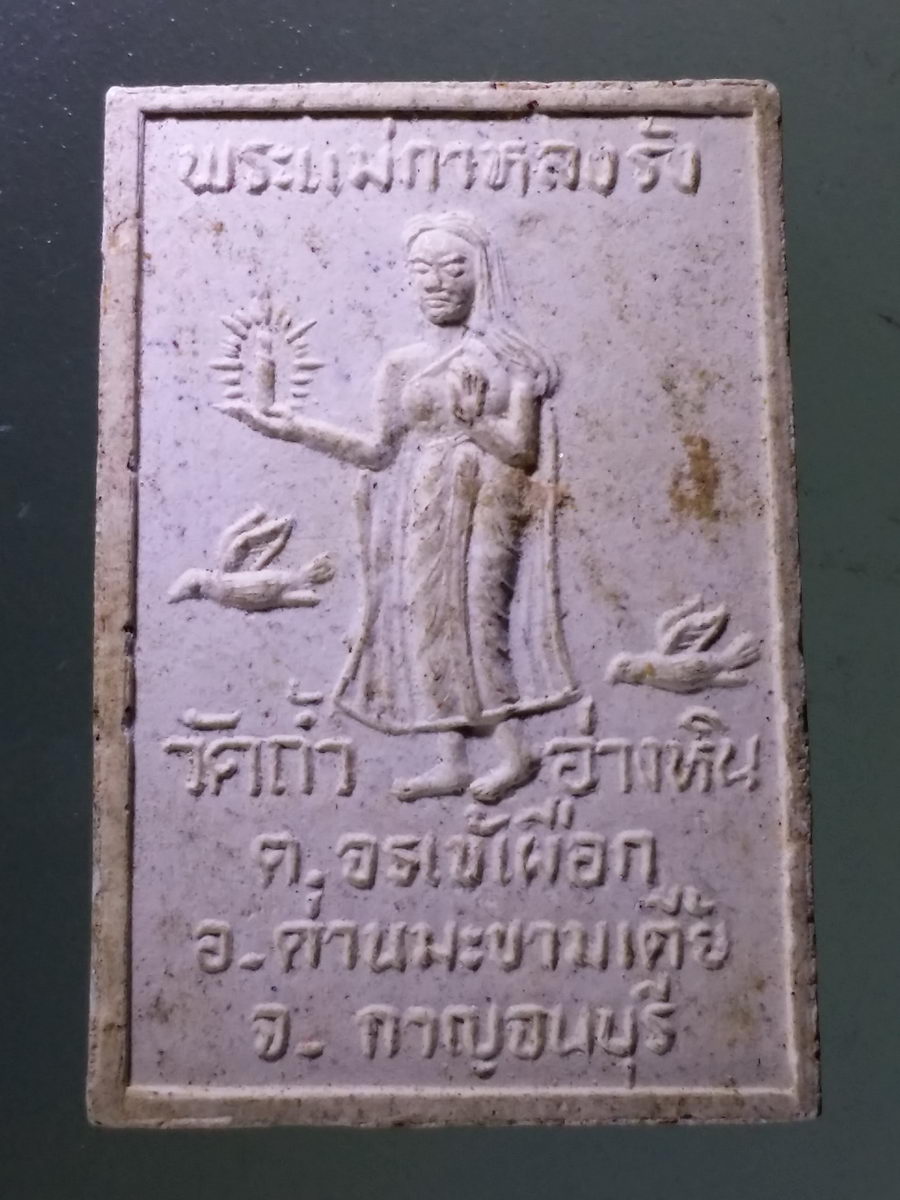 พระแม่กาหลงรัง
วัดถ้ำอ่างหิน
ต.จรเข้เผือก
อ.ด่านมะขามเตี้ย
จ.กาญจนบุรี